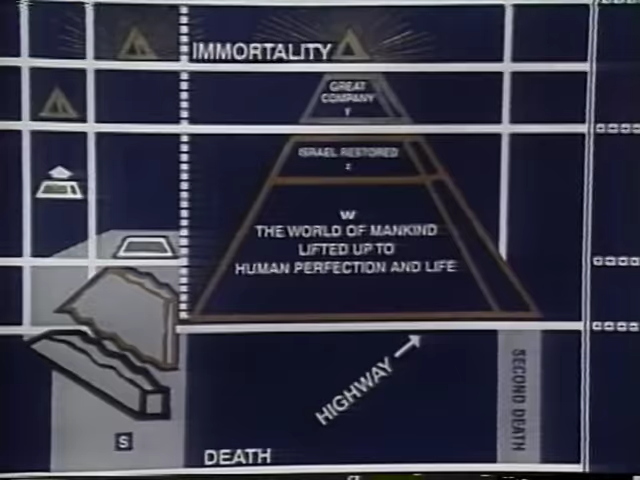 IMMORTALITY
GREAT
COMPANY
ISRAEL RESTORED
W
THE WORLD OF MANKIND
LIFTED UP TO
HUMAN PERFECTION AND LIFE
HIGHWAY
SECOND DEATH
S
DEATH